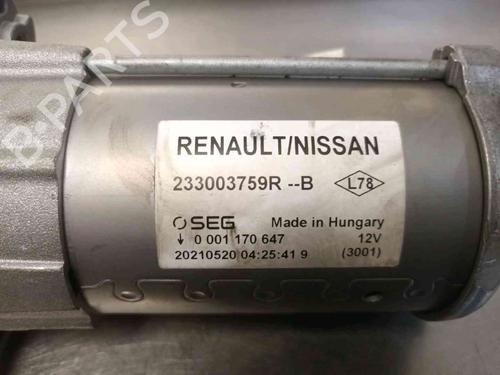 B-PARTS
RENAULT/NISSAN
233003759R --B
L78
SEG Made in Hungary
↓ 0 001 170 647 12V
20210520 04:25:41 9 (3001)